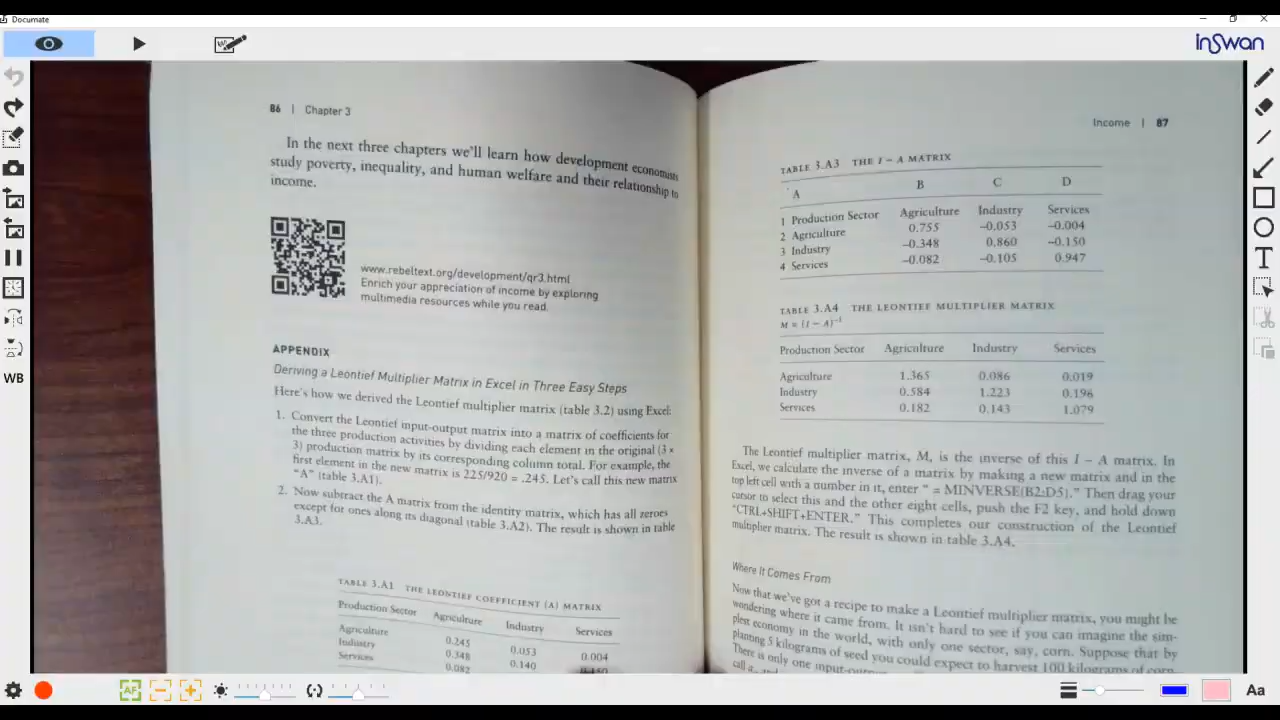 Documate
inswan
WB
86 | Chapter 3
In the next three chapters we'll learn how development economists
study poverty, inequality, and human welfare and their relationship to
income.
www.rebeltext.org/development/qr3.html
Enrich your appreciation of income by exploring
multimedia resources while you read.
APPENDIX
Deriving a Leontief Multiplier Matrix in Excel in Three Easy Steps
Here's how we derived the Leontief multiplier matrix (table 3.2) using Excel:
1. Convert the Leontief input-output matrix into a matrix of coefficients for
the three production activities by dividing each element in the original (3 ×
3) production matrix by its corresponding column total. For example, the
first element in the new matrix is 225/920 = .245. Let's call this new matrix
"A" (table 3.A1).
2. Now subtract the A matrix from the identity matrix, which has all zeroes
except for ones along its diagonal (table 3.A2). The result is shown in table
3.A3.
TABLE 3.A1 THE LEONTIEF COEFFICIENT (A) MATRIX
Production Sector Agriculture Industry Services
Agriculture 0.245 0.053 0.004
Industry 0.348 0.140 0.150
Services 0.082
Income | 87
TABLE 3.A3 THE I − A MATRIX
A B C D
1 Production Sector Agriculture Industry Services
2 Agriculture 0.755 −0.053 −0.004
3 Industry −0.348 0.860 −0.150
4 Services −0.082 −0.105 0.947
TABLE 3.A4 THE LEONTIEF MULTIPLIER MATRIX
M = (I − A)⁻¹
Production Sector Agriculture Industry Services
Agriculture 1.365 0.086 0.019
Industry 0.584 1.223 0.196
Services 0.182 0.143 1.079
The Leontief multiplier matrix, M, is the inverse of this I − A matrix. In
Excel, we calculate the inverse of a matrix by making a new matrix and in the
top left cell with a number in it, enter "= MINVERSE(B2:D5)." Then drag your
cursor to select this and the other eight cells, push the F2 key, and hold down
"CTRL+SHIFT+ENTER." This completes our construction of the Leontief
multiplier matrix. The result is shown in table 3.A4.
Where It Comes From
Now that we've got a recipe to make a Leontief multiplier matrix, you might be
wondering where it came from. It isn't hard to see if you can imagine the sim-
plest economy in the world, with only one sector, say, corn. Suppose that by
planting 5 kilograms of seed you could expect to harvest 100 kilograms of corn.
There is only one
call
Aa